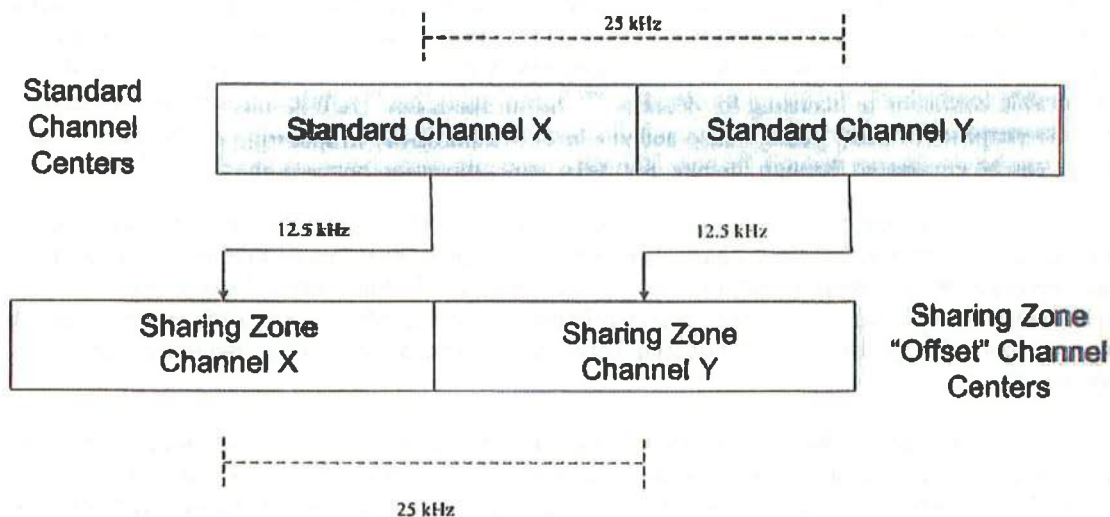 25 kHz
Standard
Channel
Centers
Standard Channel X
Standard Channel Y
12.5 kHz
12.5 kHz
Sharing Zone
Channel X
Sharing Zone
Channel Y
Sharing Zone
"Offset" Channel
Centers
25 kHz